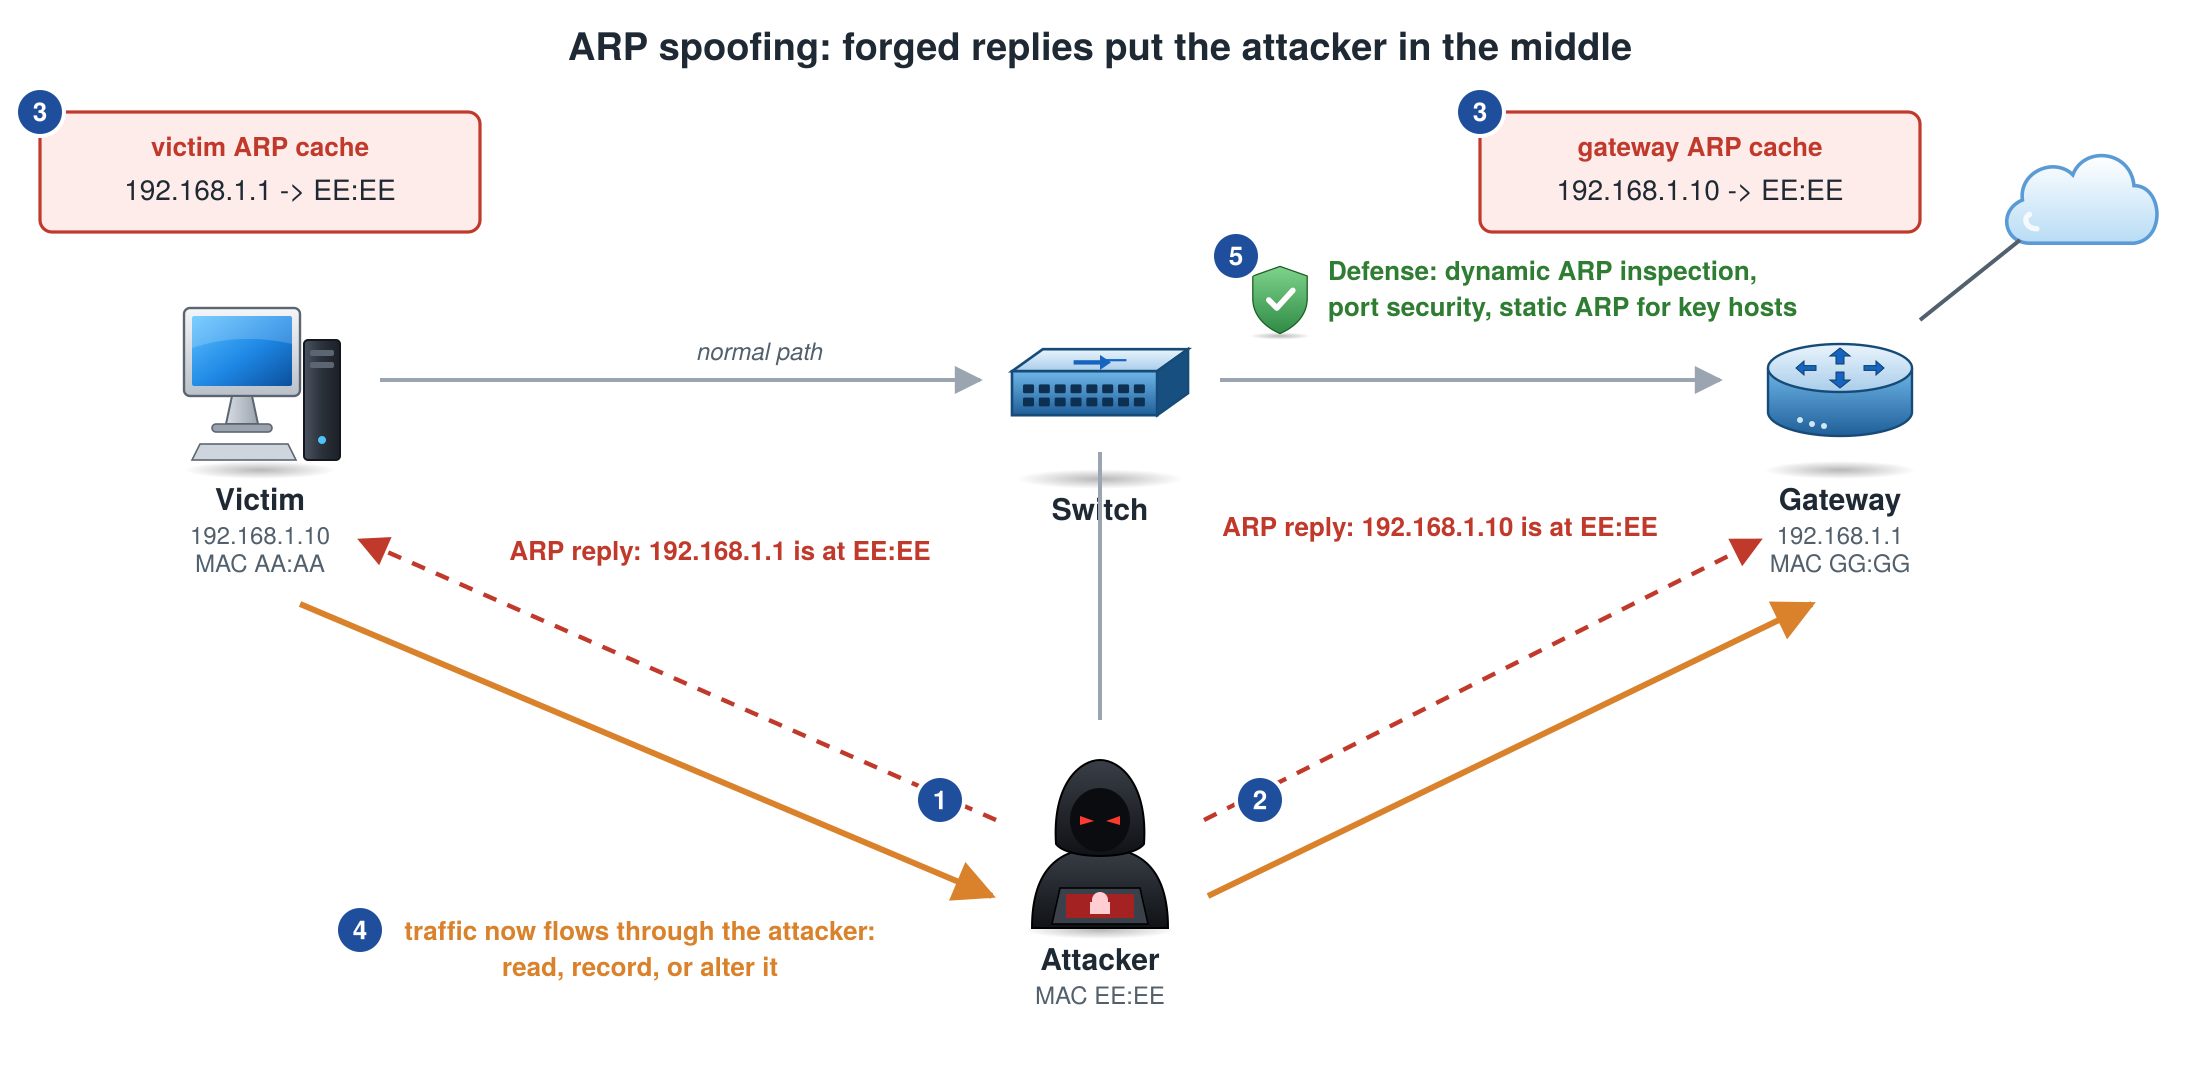 ARP spoofing: forged replies put the attacker in the middle
3
victim ARP cache
192.168.1.1 -> EE:EE
3
gateway ARP cache
192.168.1.10 -> EE:EE
5
Defense: dynamic ARP inspection,
port security, static ARP for key hosts
normal path
Victim
192.168.1.10
MAC AA:AA
Switch
Gateway
192.168.1.1
MAC GG:GG
ARP reply: 192.168.1.1 is at EE:EE
ARP reply: 192.168.1.10 is at EE:EE
1
2
4
traffic now flows through the attacker:
read, record, or alter it
Attacker
MAC EE:EE